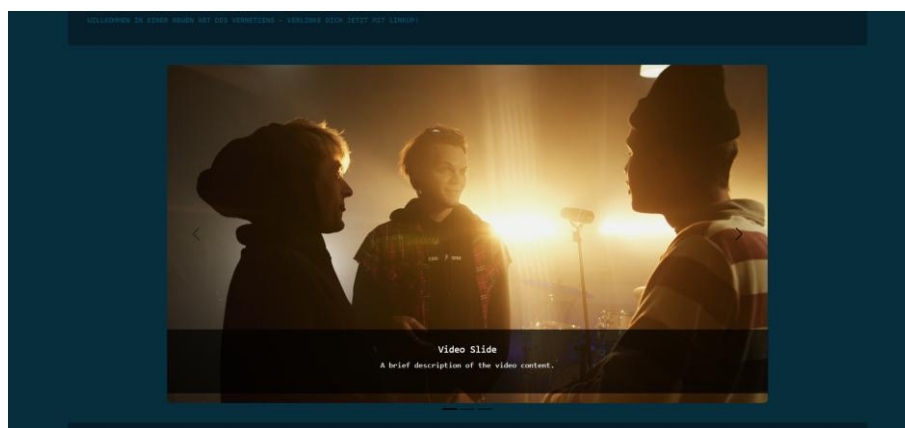 WILLKOMMEN IN EINER NEUEN ART DES VERNETZENS – VERLINKE DICH JETZT MIT LINKUP!
Video Slide
A brief description of the video content.